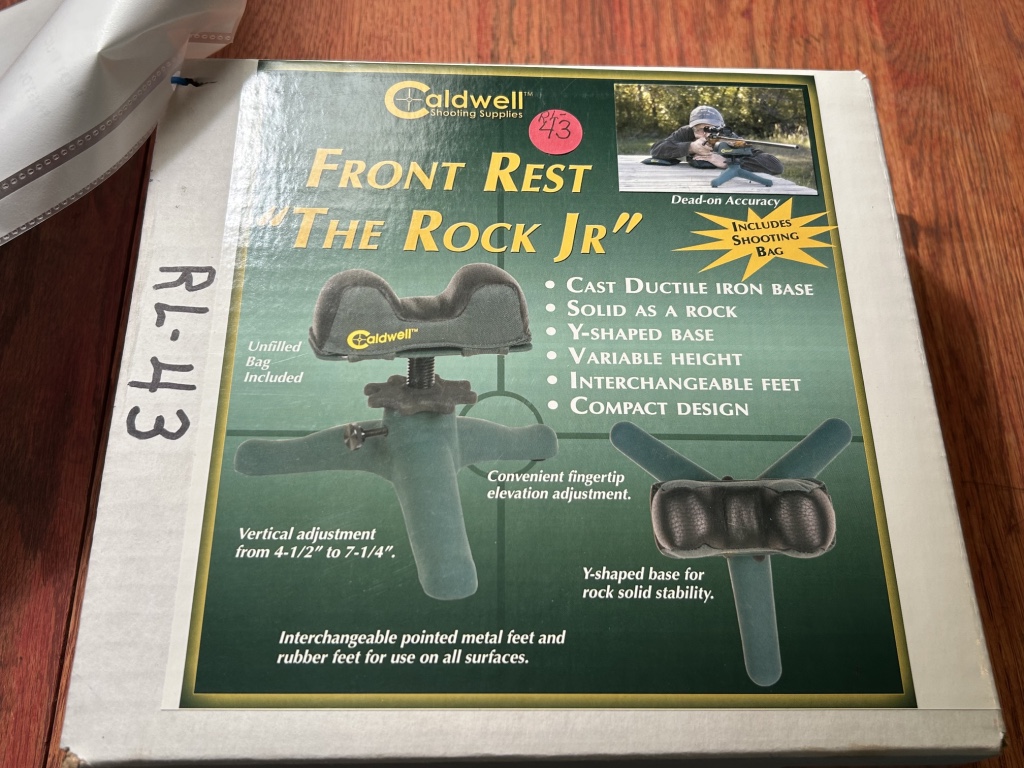 Caldwell™
Shooting Supplies
RL-
43
Front Rest
"The Rock Jr"
Dead-on Accuracy
Includes
Shooting
Bag
• Cast Ductile iron base
• Solid as a rock
• Y-shaped base
• Variable height
• Interchangeable feet
• Compact design
Caldwell™
Unfilled
Bag
Included
RL-43
Convenient fingertip
elevation adjustment.
Vertical adjustment
from 4-1/2" to 7-1/4".
Y-shaped base for
rock solid stability.
Interchangeable pointed metal feet and
rubber feet for use on all surfaces.